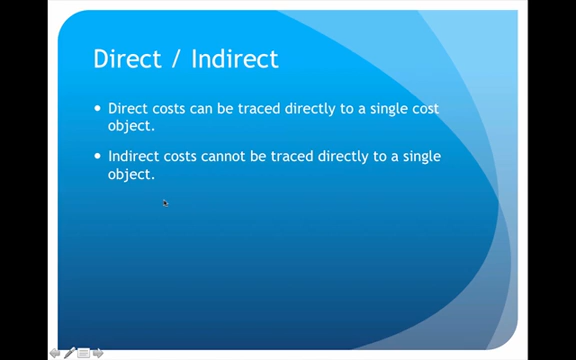 Direct / Indirect
• Direct costs can be traced directly to a single cost
object.
• Indirect costs cannot be traced directly to a single
object.